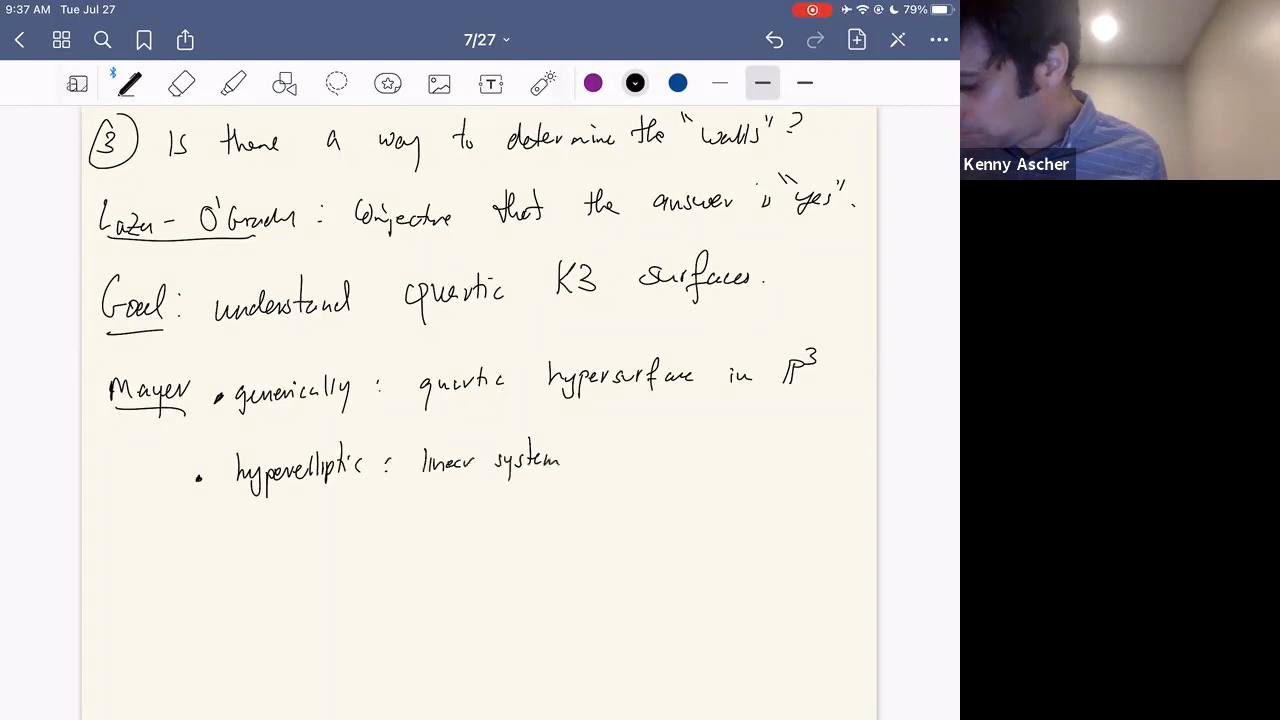 9:37 AM Tue Jul 27
79%
7/27
③ Is there a way to determine the "walls"?
Laza - O'Grady : Conjecture that the answer is "yes".
Goal : understand quartic K3 surfaces.
Mayer • generically : quartic hypersurface in ℙ³
• hyperelliptic : linear system
Kenny Ascher